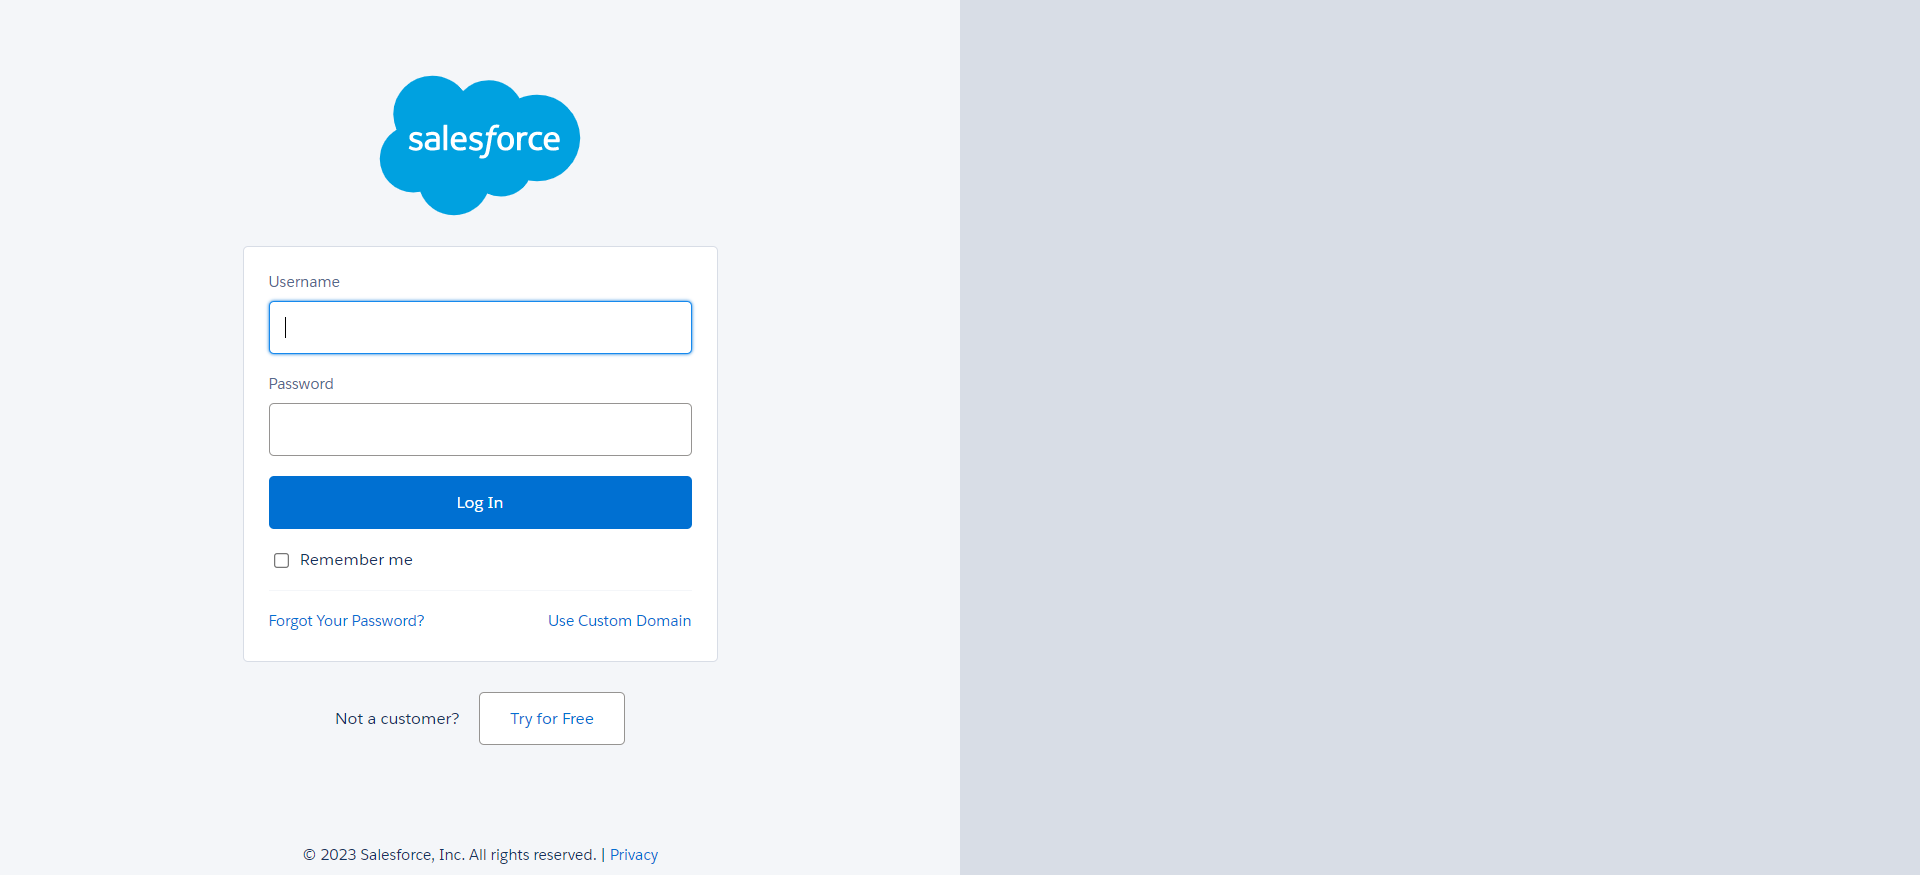 salesforce
Username
Password
Log In
Remember me
Forgot Your Password? Use Custom Domain
Not a customer? Try for Free
© 2023 Salesforce, Inc. All rights reserved. | Privacy